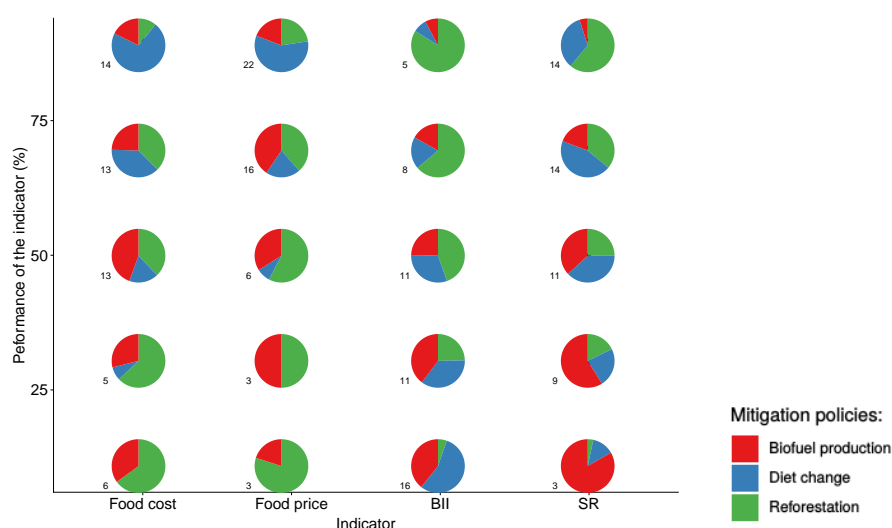 14 22 5 14
75
13 16 8 14
Peformance of the indicator (%)
50
13 6 11 11
25
5 3 11 9
6 3 16 3
Food cost Food price BII SR
Indicator
Mitigation policies:
Biofuel production
Diet change
Reforestation